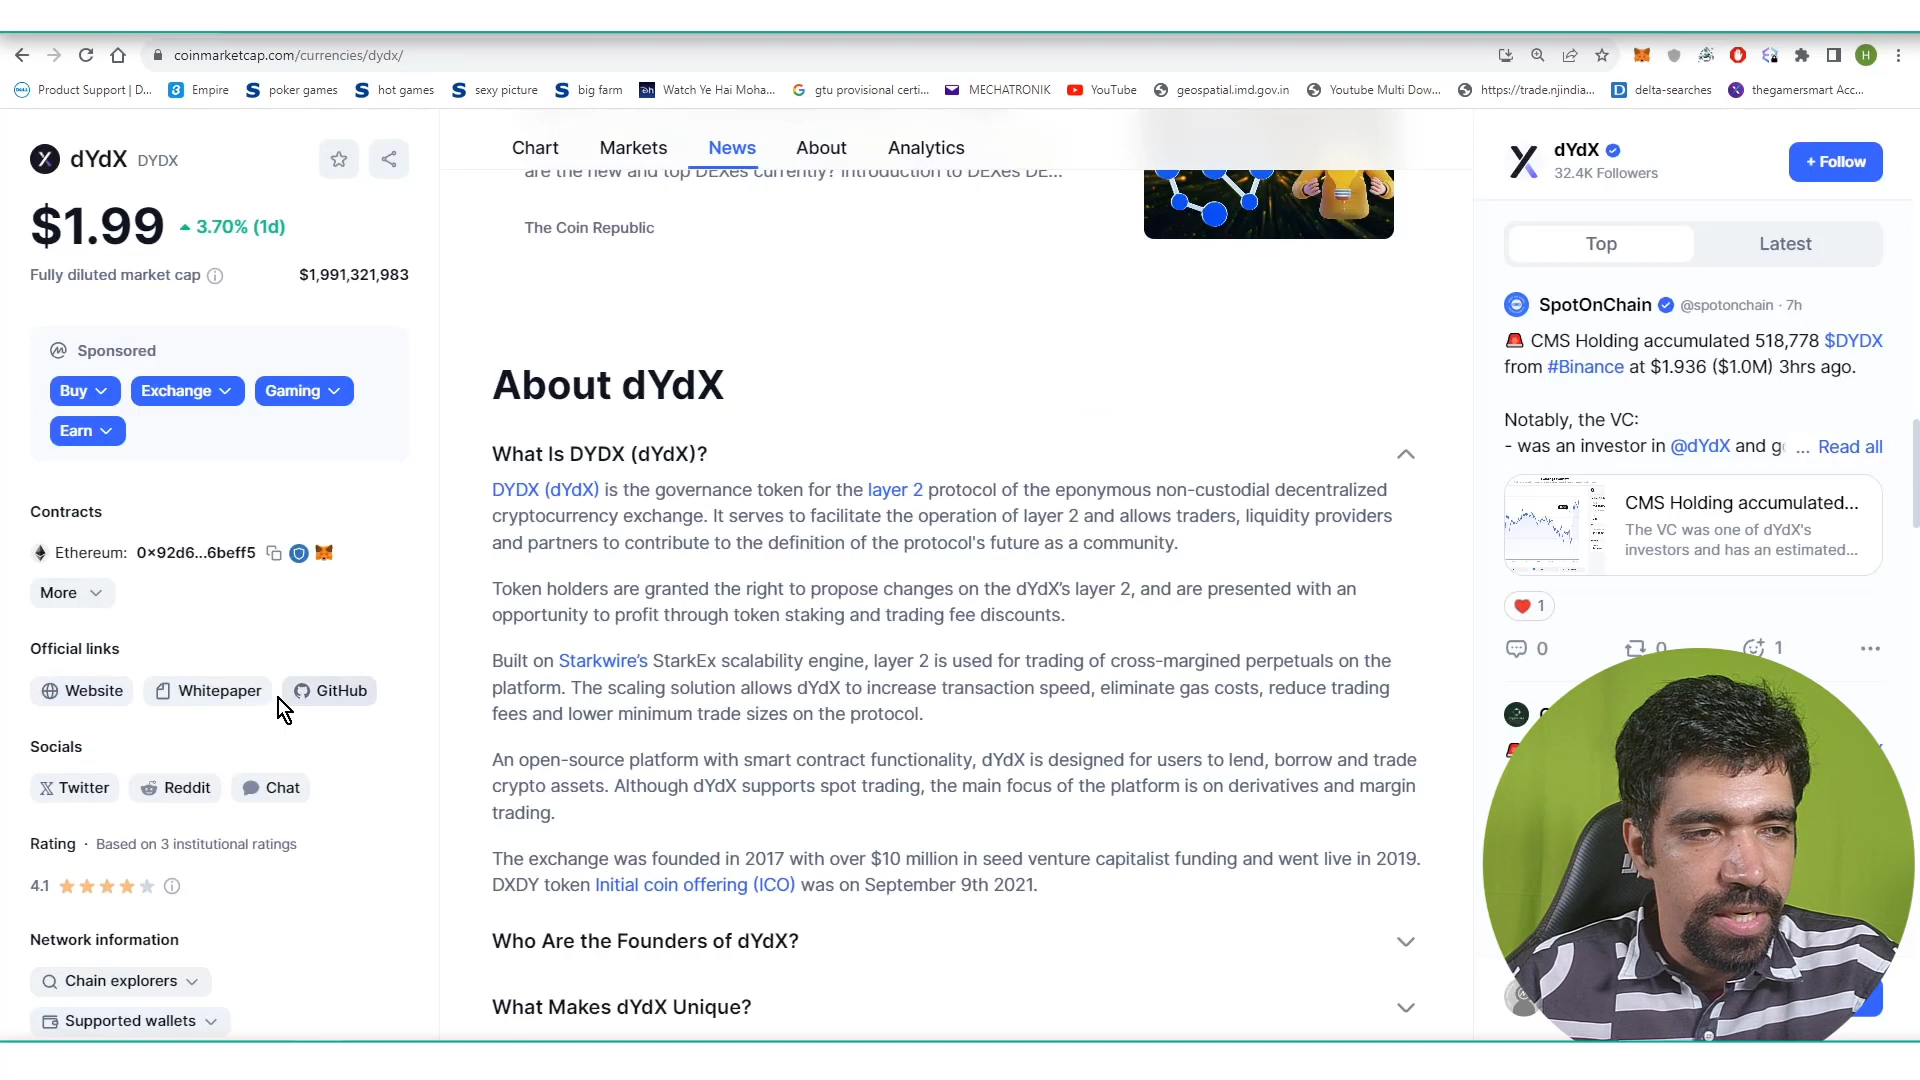 coinmarketcap.com/currencies/dydx/
H
Product Support | D...
Empire
poker games
hot games
sexy picture
big farm
Watch Ye Hai Moha...
gtu provisional certi...
MECHATRONIK
YouTube
geospatial.imd.gov.in
Youtube Multi Dow...
https://trade.njindia...
delta-searches
thegamersmart Acc...
dYdX DYDX
$1.99 3.70% (1d)
Fully diluted market cap $1,991,321,983
Sponsored
Buy
Exchange
Gaming
Earn
Contracts
Ethereum: 0x92d6...6beff5
More
Official links
Website
Whitepaper
GitHub
Socials
Twitter
Reddit
Chat
Rating · Based on 3 institutional ratings
4.1
Network information
Chain explorers
Supported wallets
Chart
Markets
News
About
Analytics
are the new and top DEXes currently? Introduction to DEXes DE...
The Coin Republic
About dYdX
What Is DYDX (dYdX)?
DYDX (dYdX) is the governance token for the layer 2 protocol of the eponymous non-custodial decentralized
cryptocurrency exchange. It serves to facilitate the operation of layer 2 and allows traders, liquidity providers
and partners to contribute to the definition of the protocol's future as a community.
Token holders are granted the right to propose changes on the dYdX's layer 2, and are presented with an
opportunity to profit through token staking and trading fee discounts.
Built on Starkwire's StarkEx scalability engine, layer 2 is used for trading of cross-margined perpetuals on the
platform. The scaling solution allows dYdX to increase transaction speed, eliminate gas costs, reduce trading
fees and lower minimum trade sizes on the protocol.
An open-source platform with smart contract functionality, dYdX is designed for users to lend, borrow and trade
crypto assets. Although dYdX supports spot trading, the main focus of the platform is on derivatives and margin
trading.
The exchange was founded in 2017 with over $10 million in seed venture capitalist funding and went live in 2019.
DXDY token Initial coin offering (ICO) was on September 9th 2021.
Who Are the Founders of dYdX?
What Makes dYdX Unique?
dYdX
32.4K Followers
+ Follow
Top
Latest
SpotOnChain @spotonchain · 7h
CMS Holding accumulated 518,778 $DYDX
from #Binance at $1.936 ($1.0M) 3hrs ago.
Notably, the VC:
- was an investor in @dYdX and ... Read all
CMS Holding accumulated...
The VC was one of dYdX's
investors and has an estimated...
1
0
0
1